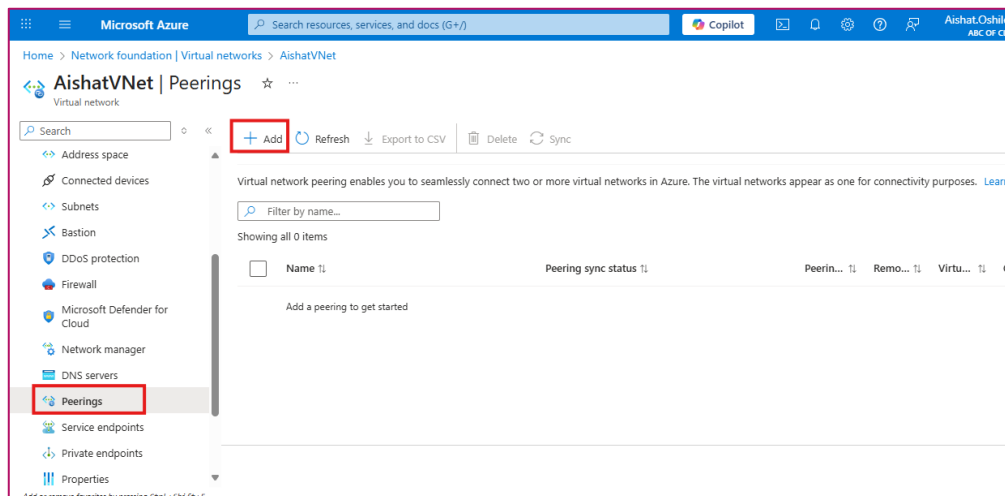 Microsoft Azure
Search resources, services, and docs (G+/)
Copilot
Aishat.Oshil
ABC OF C
Home > Network foundation | Virtual networks > AishatVNet
AishatVNet | Peerings
Virtual network
Search
Add
Refresh
Export to CSV
Delete
Sync
Address space
Connected devices
Subnets
Bastion
DDoS protection
Firewall
Microsoft Defender for
Cloud
Network manager
DNS servers
Peerings
Service endpoints
Private endpoints
Properties
Virtual network peering enables you to seamlessly connect two or more virtual networks in Azure. The virtual networks appear as one for connectivity purposes. Lear
Filter by name...
Showing all 0 items
Name
Peering sync status
Peerin...
Remo...
Virtu...
Add a peering to get started